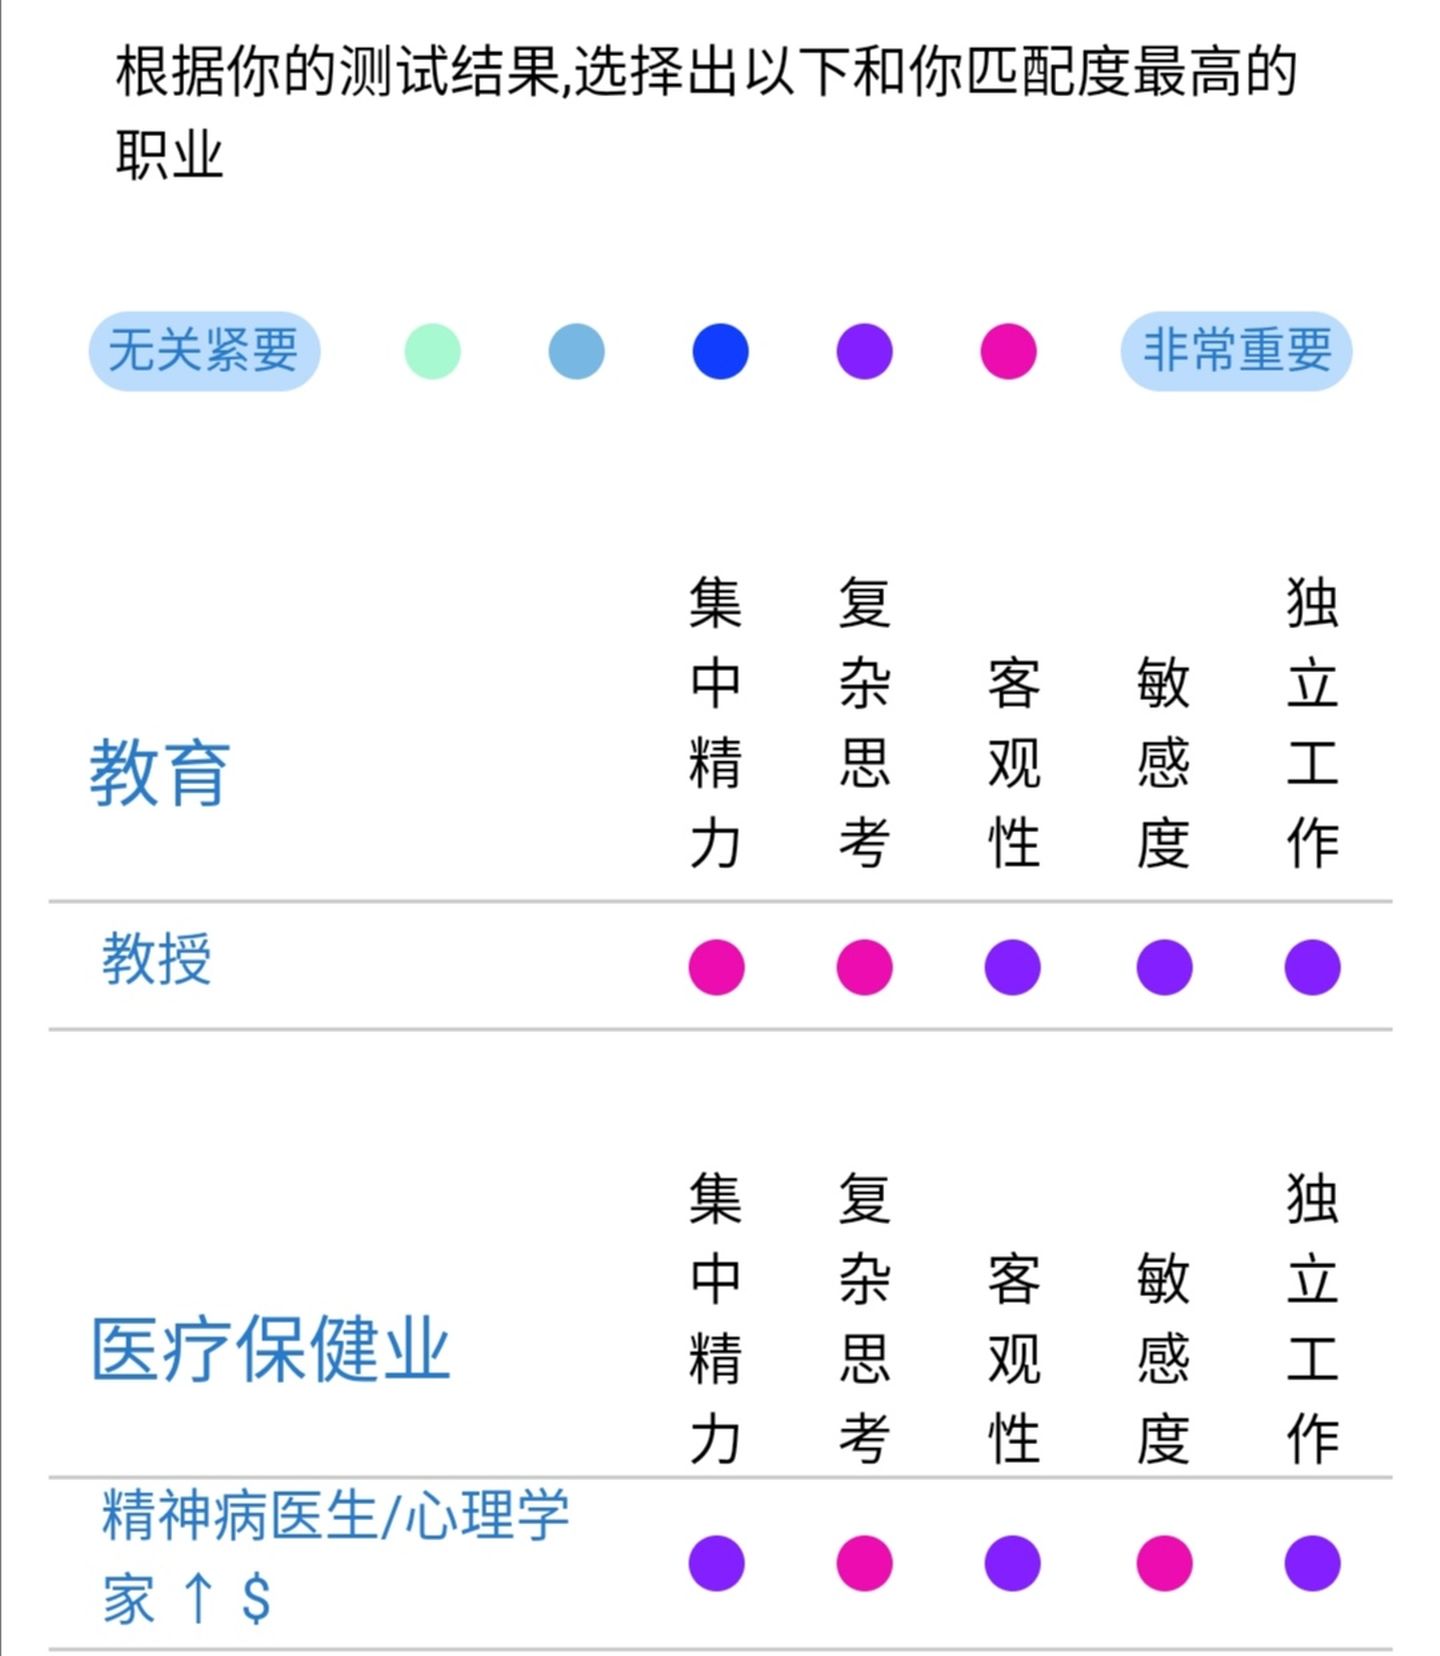 根据你的测试结果,选择出以下和你匹配度最高的
职业
无关紧要
非常重要
教育
集中精力
复杂思考
客观性
敏感度
独立工作
教授
医疗保健业
集中精力
复杂思考
客观性
敏感度
独立工作
精神病医生/心理学
家 ↑ $